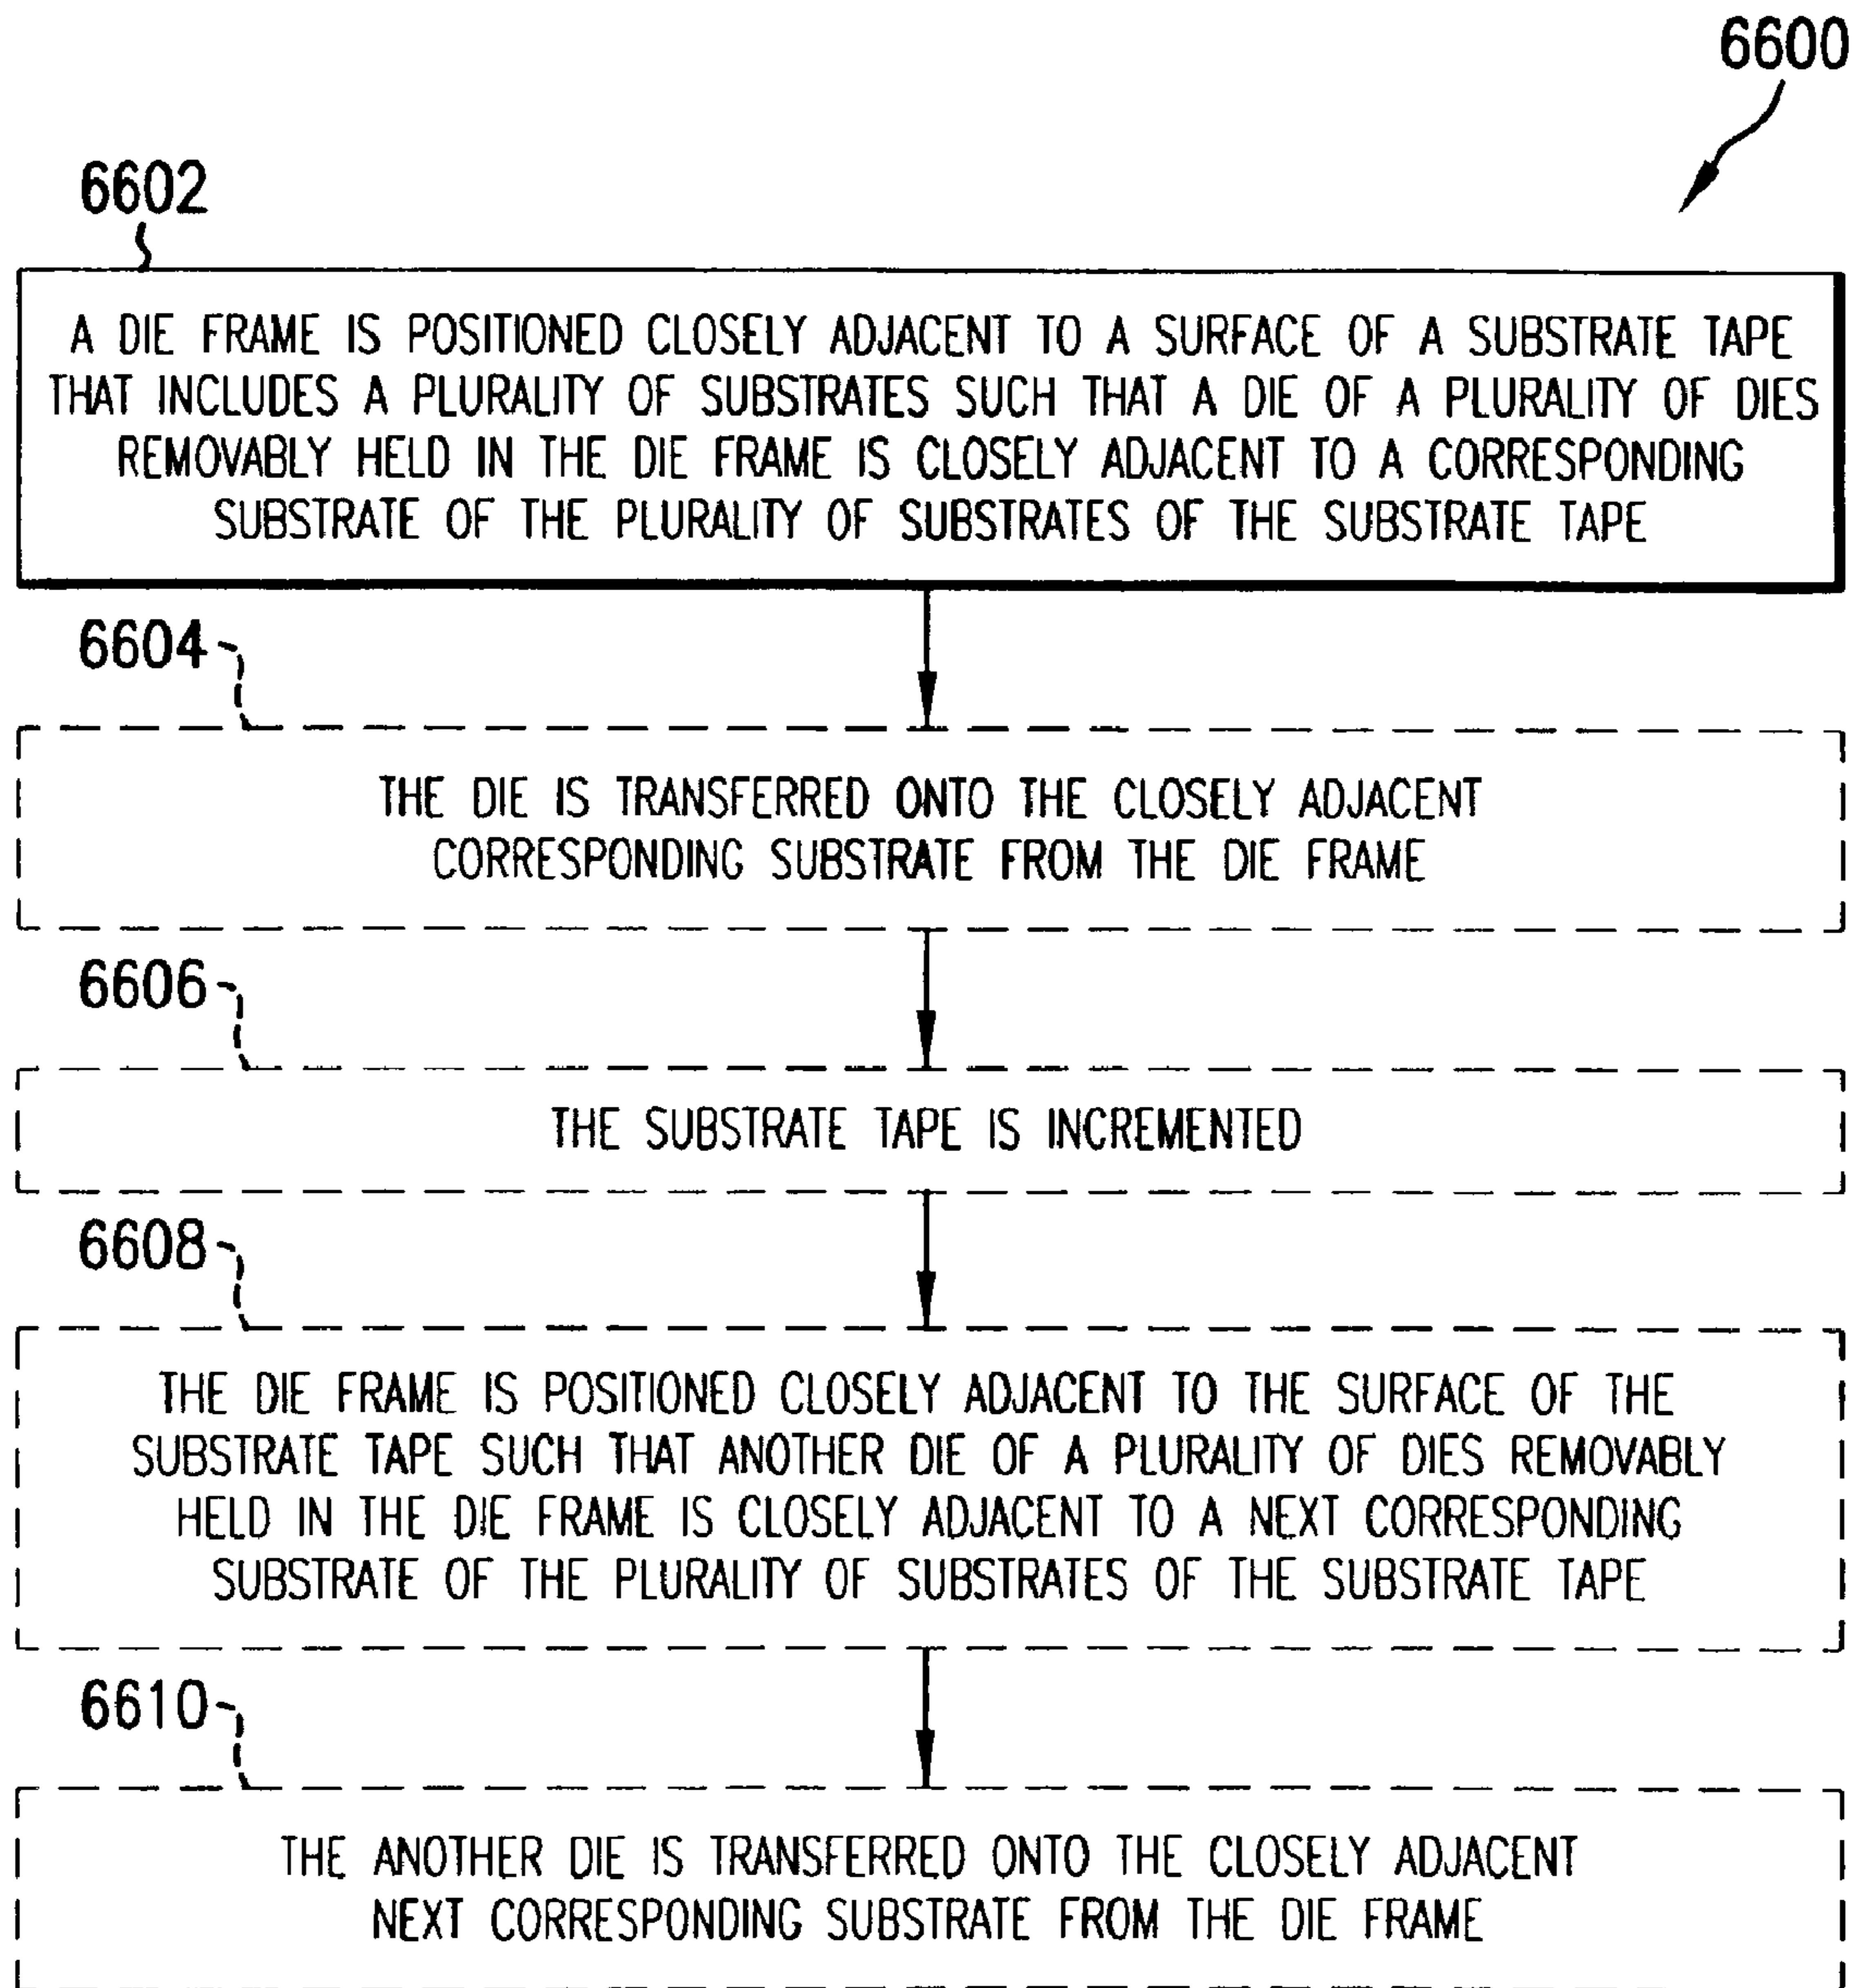 6600
6602
A DIE FRAME IS POSITIONED CLOSELY ADJACENT TO A SURFACE OF A SUBSTRATE TAPE
THAT INCLUDES A PLURALITY OF SUBSTRATES SUCH THAT A DIE OF A PLURALITY OF DIES
REMOVABLY HELD IN THE DIE FRAME IS CLOSELY ADJACENT TO A CORRESPONDING
SUBSTRATE OF THE PLURALITY OF SUBSTRATES OF THE SUBSTRATE TAPE
6604
THE DIE IS TRANSFERRED ONTO THE CLOSELY ADJACENT
CORRESPONDING SUBSTRATE FROM THE DIE FRAME
6606
THE SUBSTRATE TAPE IS INCREMENTED
6608
THE DIE FRAME IS POSITIONED CLOSELY ADJACENT TO THE SURFACE OF THE
SUBSTRATE TAPE SUCH THAT ANOTHER DIE OF A PLURALITY OF DIES REMOVABLY
HELD IN THE DIE FRAME IS CLOSELY ADJACENT TO A NEXT CORRESPONDING
SUBSTRATE OF THE PLURALITY OF SUBSTRATES OF THE SUBSTRATE TAPE
6610
THE ANOTHER DIE IS TRANSFERRED ONTO THE CLOSELY ADJACENT
NEXT CORRESPONDING SUBSTRATE FROM THE DIE FRAME